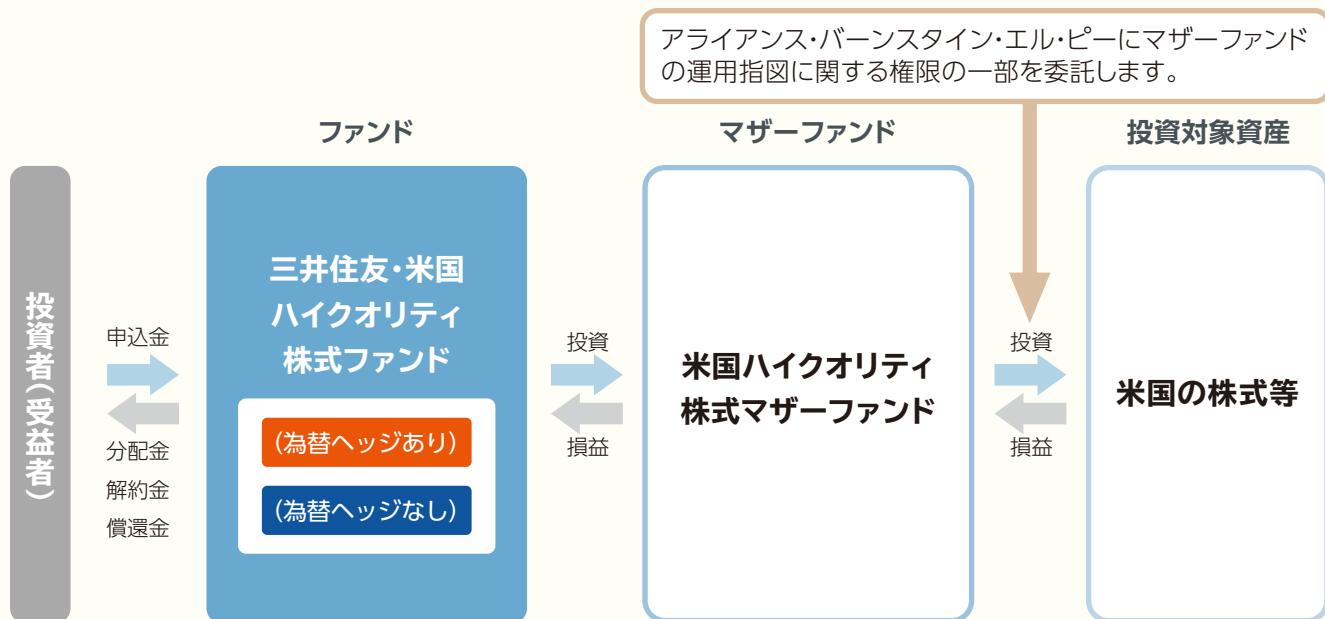 アライアンス・バーンスタイン・エル・ピーにマザーファンド
の運用指図に関する権限の一部を委託します。
ファンド
マザーファンド
投資対象資産
投資者(受益者)
申込金
分配金
解約金
償還金
三井住友・米国
ハイクオリティ
株式ファンド
(為替ヘッジあり)
(為替ヘッジなし)
投資
損益
米国ハイクオリティ
株式マザーファンド
投資
損益
米国の株式等